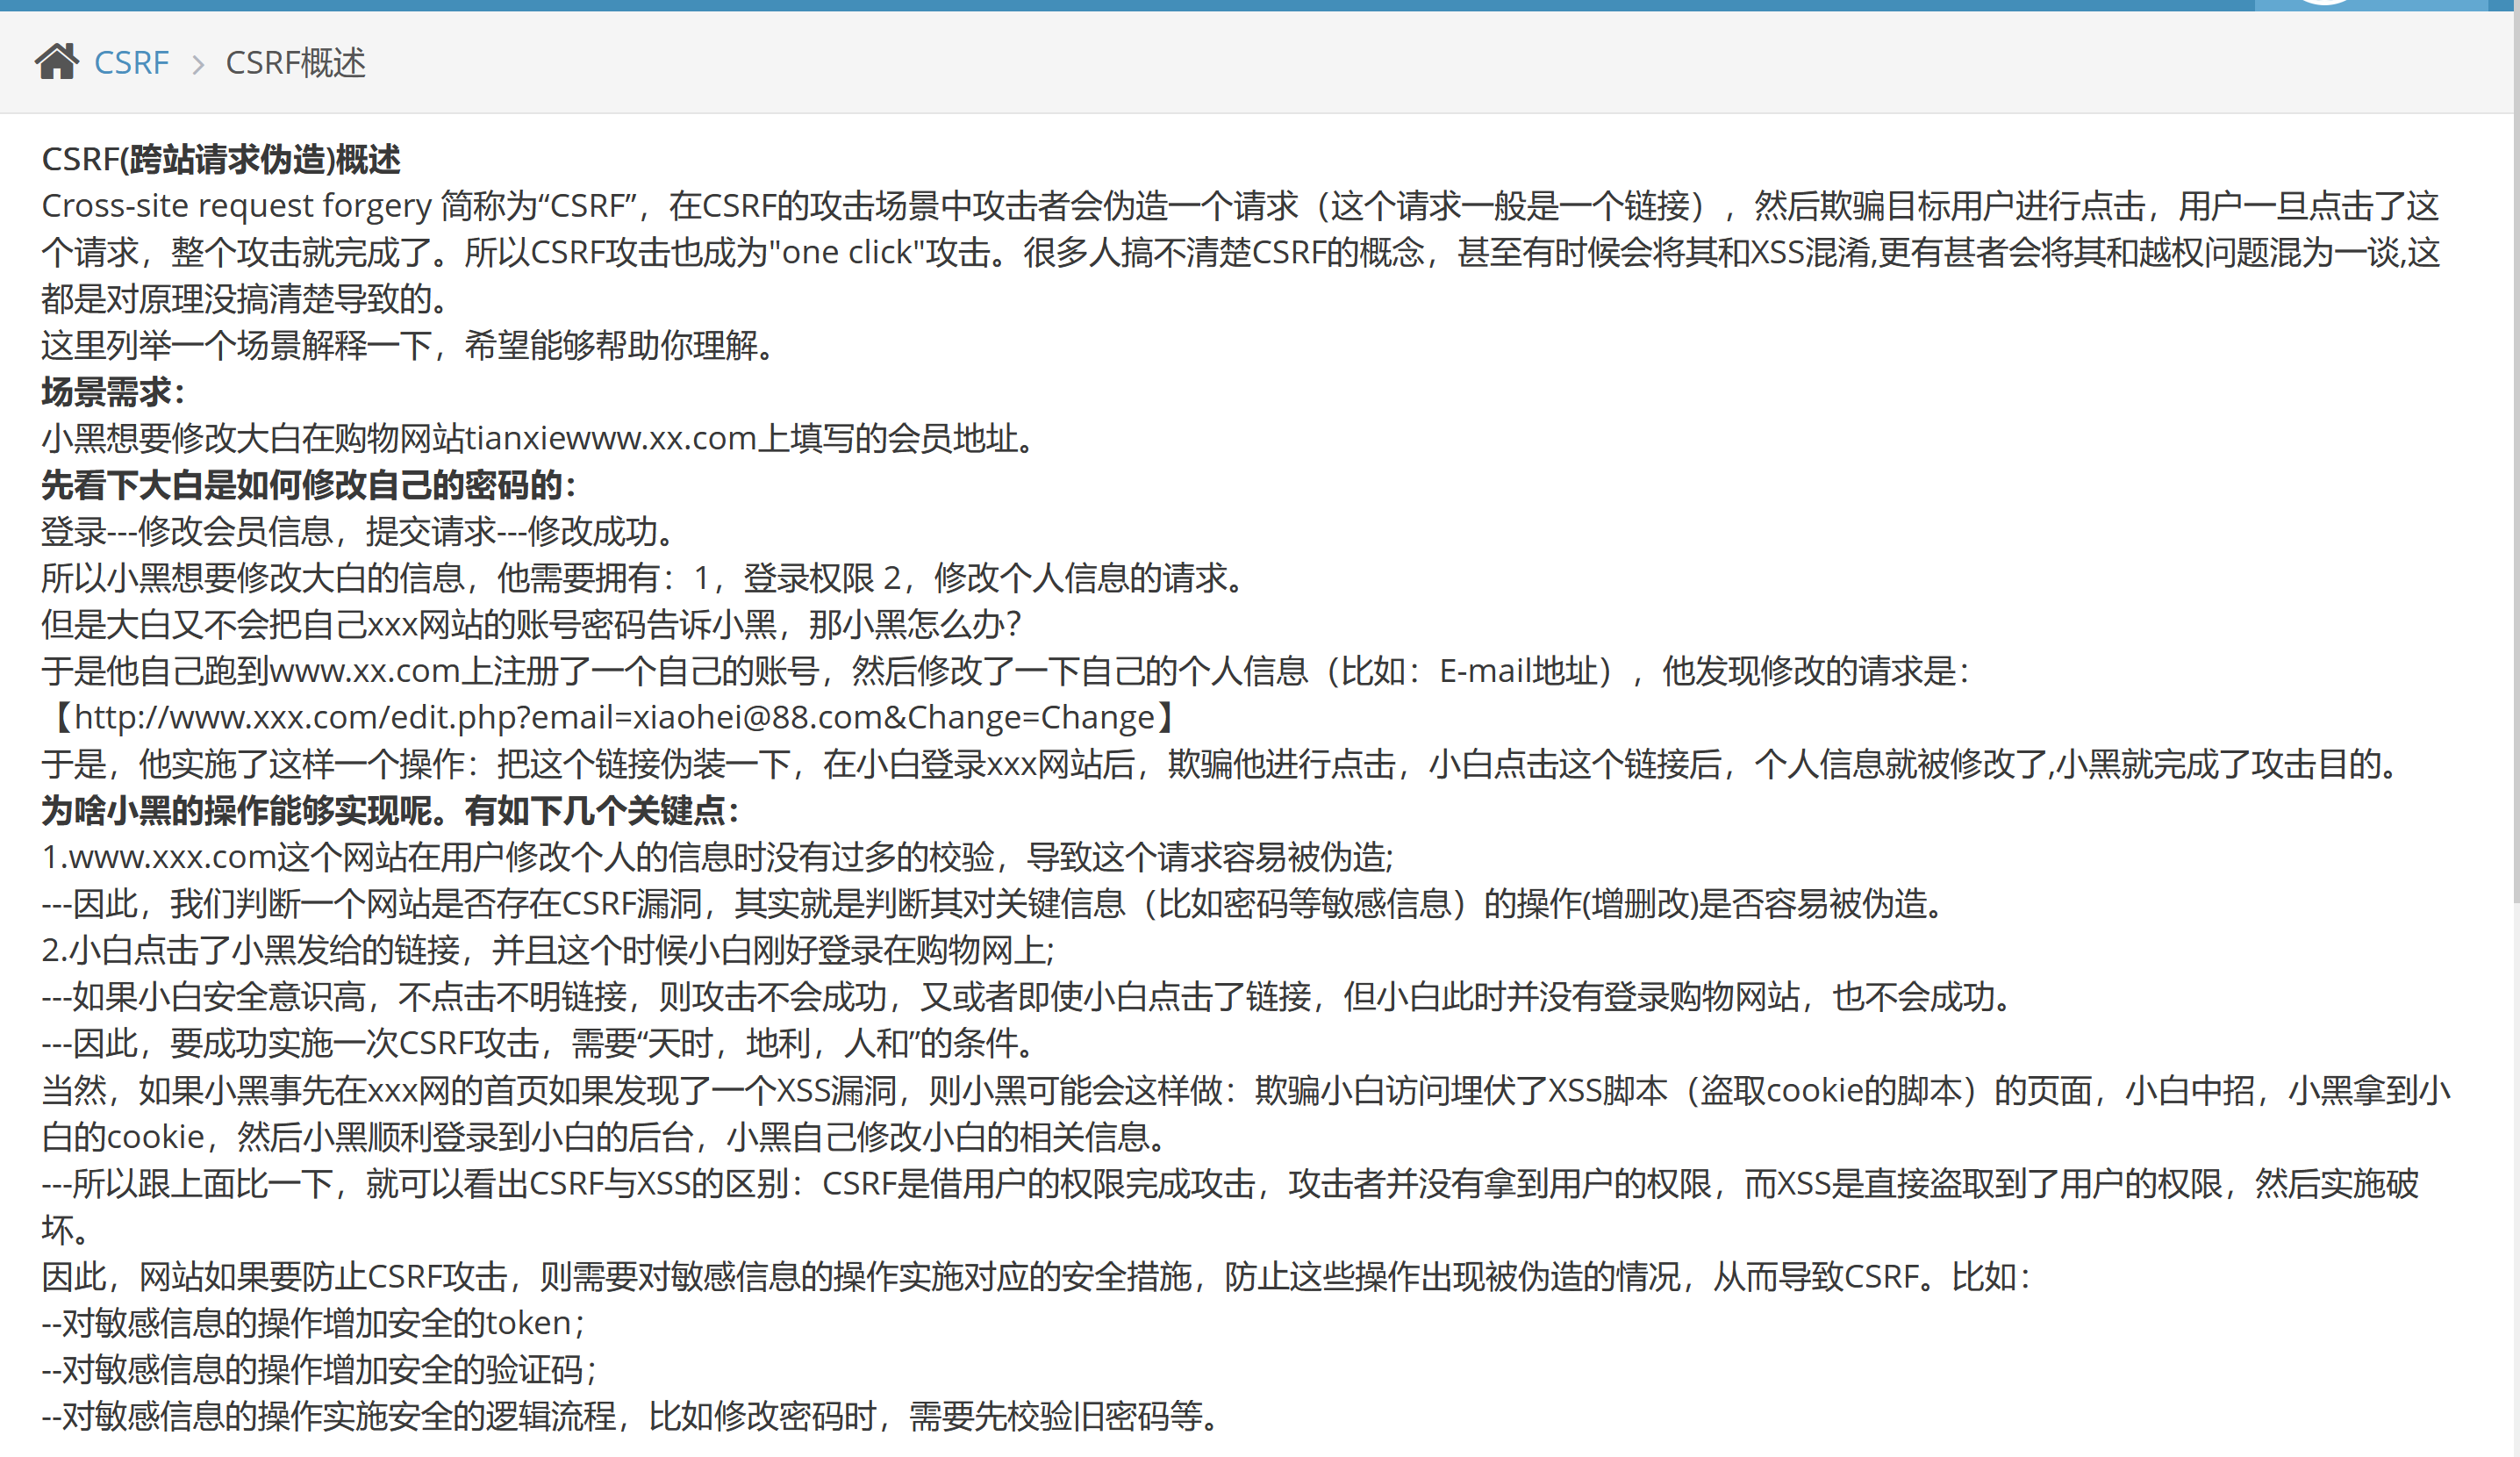 CSRF > CSRF概述
CSRF(跨站请求伪造)概述
Cross-site request forgery 简称为“CSRF”，在CSRF的攻击场景中攻击者会伪造一个请求（这个请求一般是一个链接），然后欺骗目标用户进行点击，用户一旦点击了这
个请求，整个攻击就完成了。所以CSRF攻击也成为"one click"攻击。很多人搞不清楚CSRF的概念，甚至有时候会将其和XSS混淆,更有甚者会将其和越权问题混为一谈,这
都是对原理没搞清楚导致的。
这里列举一个场景解释一下，希望能够帮助你理解。
场景需求：
小黑想要修改大白在购物网站tianxiewww.xx.com上填写的会员地址。
先看下大白是如何修改自己的密码的：
登录---修改会员信息，提交请求---修改成功。
所以小黑想要修改大白的信息，他需要拥有：1，登录权限 2，修改个人信息的请求。
但是大白又不会把自己xxx网站的账号密码告诉小黑，那小黑怎么办？
于是他自己跑到www.xx.com上注册了一个自己的账号，然后修改了一下自己的个人信息（比如：E-mail地址），他发现修改的请求是：
【http://www.xxx.com/edit.php?email=xiaohei@88.com&Change=Change】
于是，他实施了这样一个操作：把这个链接伪装一下，在小白登录xxx网站后，欺骗他进行点击，小白点击这个链接后，个人信息就被修改了,小黑就完成了攻击目的。
为啥小黑的操作能够实现呢。有如下几个关键点：
1.www.xxx.com这个网站在用户修改个人的信息时没有过多的校验，导致这个请求容易被伪造;
---因此，我们判断一个网站是否存在CSRF漏洞，其实就是判断其对关键信息（比如密码等敏感信息）的操作(增删改)是否容易被伪造。
2.小白点击了小黑发给的链接，并且这个时候小白刚好登录在购物网上;
---如果小白安全意识高，不点击不明链接，则攻击不会成功，又或者即使小白点击了链接，但小白此时并没有登录购物网站，也不会成功。
---因此，要成功实施一次CSRF攻击，需要“天时，地利，人和”的条件。
当然，如果小黑事先在xxx网的首页如果发现了一个XSS漏洞，则小黑可能会这样做：欺骗小白访问埋伏了XSS脚本（盗取cookie的脚本）的页面，小白中招，小黑拿到小
白的cookie，然后小黑顺利登录到小白的后台，小黑自己修改小白的相关信息。
---所以跟上面比一下，就可以看出CSRF与XSS的区别：CSRF是借用户的权限完成攻击，攻击者并没有拿到用户的权限，而XSS是直接盗取到了用户的权限，然后实施破
坏。
因此，网站如果要防止CSRF攻击，则需要对敏感信息的操作实施对应的安全措施，防止这些操作出现被伪造的情况，从而导致CSRF。比如：
--对敏感信息的操作增加安全的token；
--对敏感信息的操作增加安全的验证码；
--对敏感信息的操作实施安全的逻辑流程，比如修改密码时，需要先校验旧密码等。